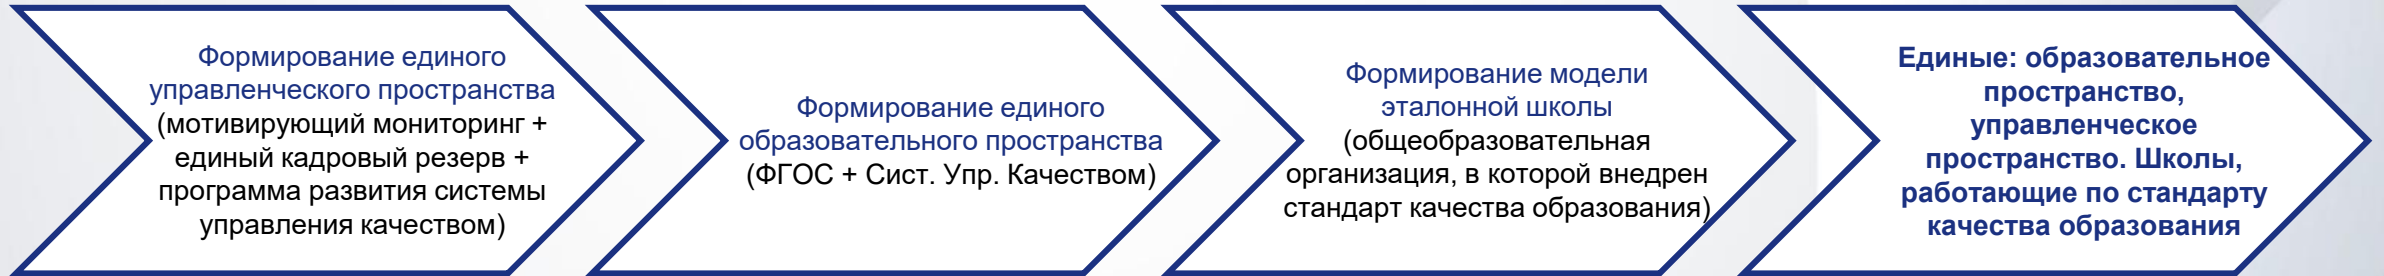 Формирование единого
управленческого пространства
(мотивирующий мониторинг +
единый кадровый резерв +
программа развития системы
управления качеством)
Формирование единого
образовательного пространства
(ФГОС + Сист. Упр. Качеством)
Формирование модели
эталонной школы
(общеобразовательная
организация, в которой внедрен
стандарт качества образования)
Единые: образовательное
пространство,
управленческое
пространство. Школы,
работающие по стандарту
качества образования